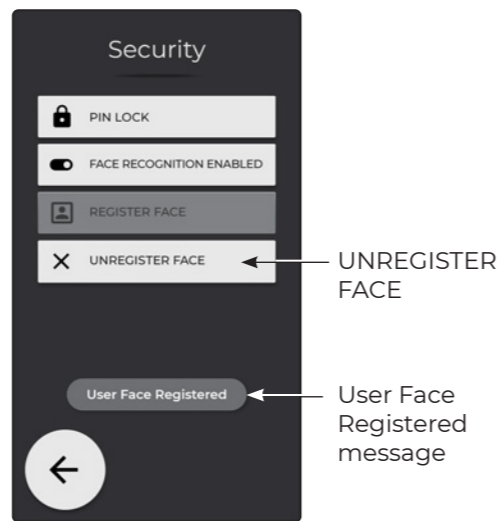 Security
PIN LOCK
FACE RECOGNITION ENABLED
REGISTER FACE
UNREGISTER FACE
UNREGISTER
FACE
User Face Registered
User Face
Registered
message